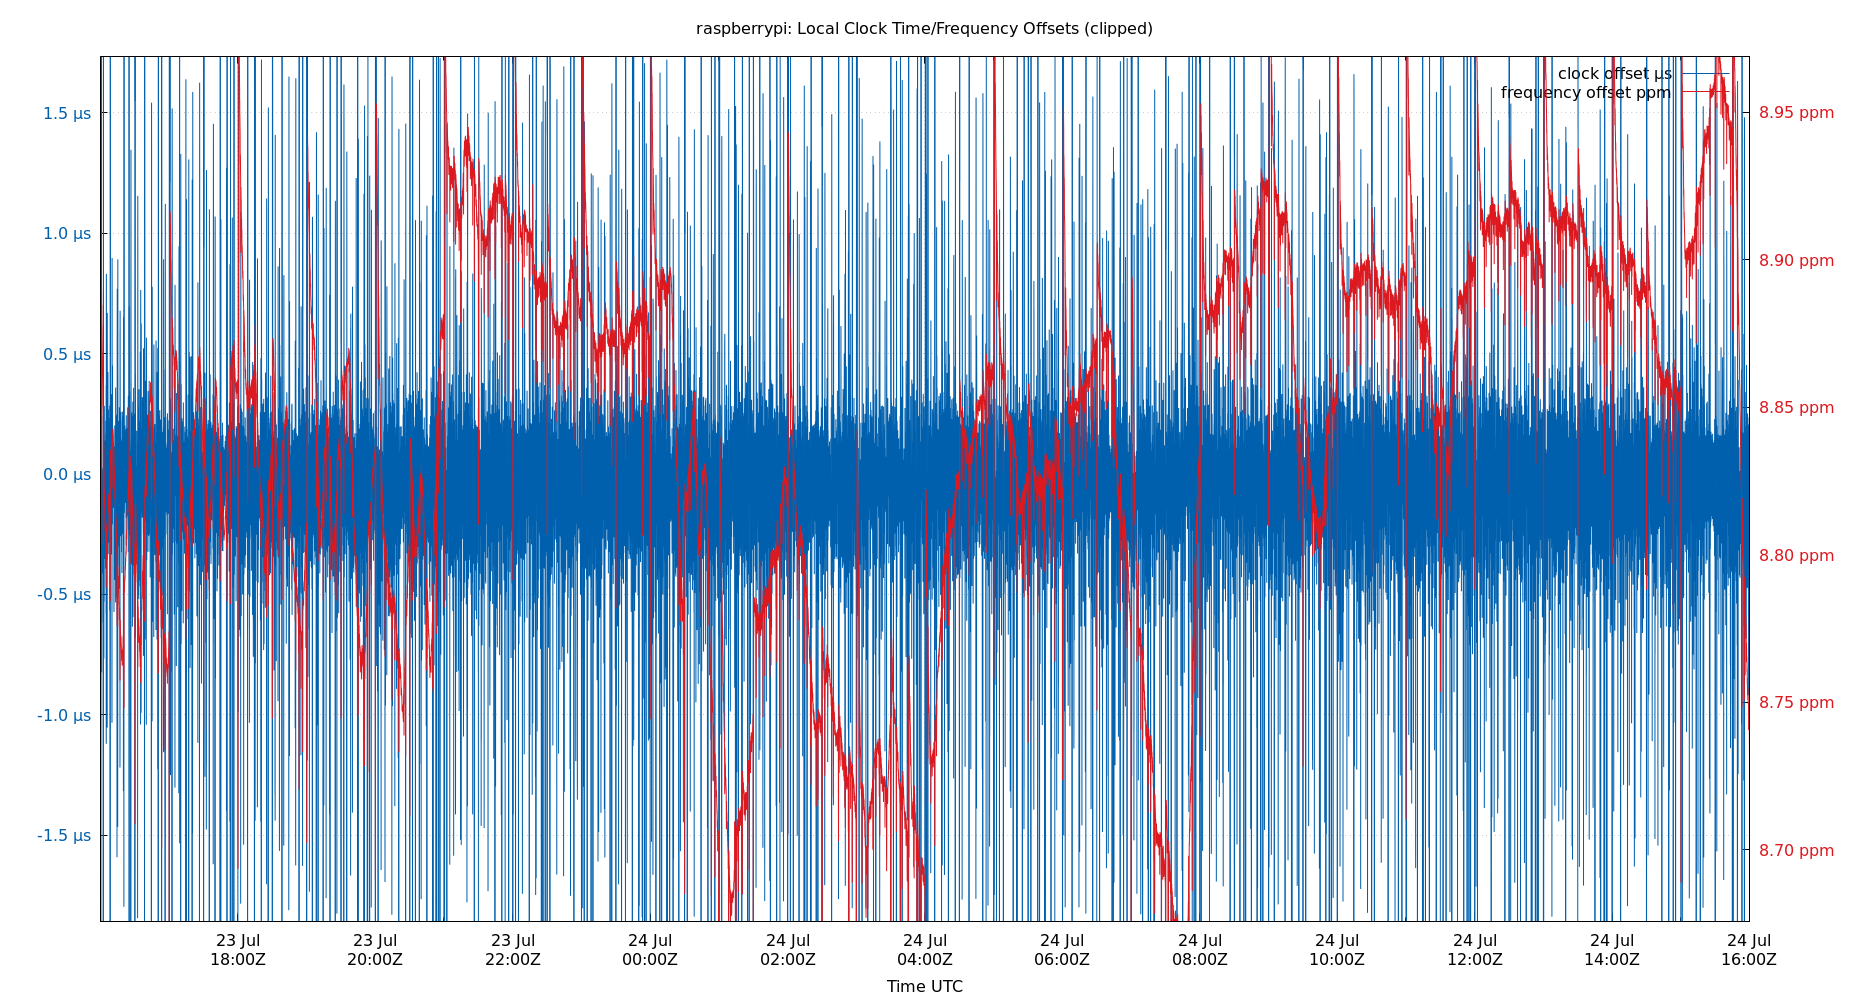 raspberrypi: Local Clock Time/Frequency Offsets (clipped)
clock offset µs
frequency offset ppm
1.5 µs
1.0 µs
0.5 µs
0.0 µs
-0.5 µs
-1.0 µs
-1.5 µs
8.95 ppm
8.90 ppm
8.85 ppm
8.80 ppm
8.75 ppm
8.70 ppm
23 Jul 23 Jul 23 Jul 24 Jul 24 Jul 24 Jul 24 Jul 24 Jul 24 Jul 24 Jul 24 Jul 24 Jul
18:00Z 20:00Z 22:00Z 00:00Z 02:00Z 04:00Z 06:00Z 08:00Z 10:00Z 12:00Z 14:00Z 16:00Z
Time UTC